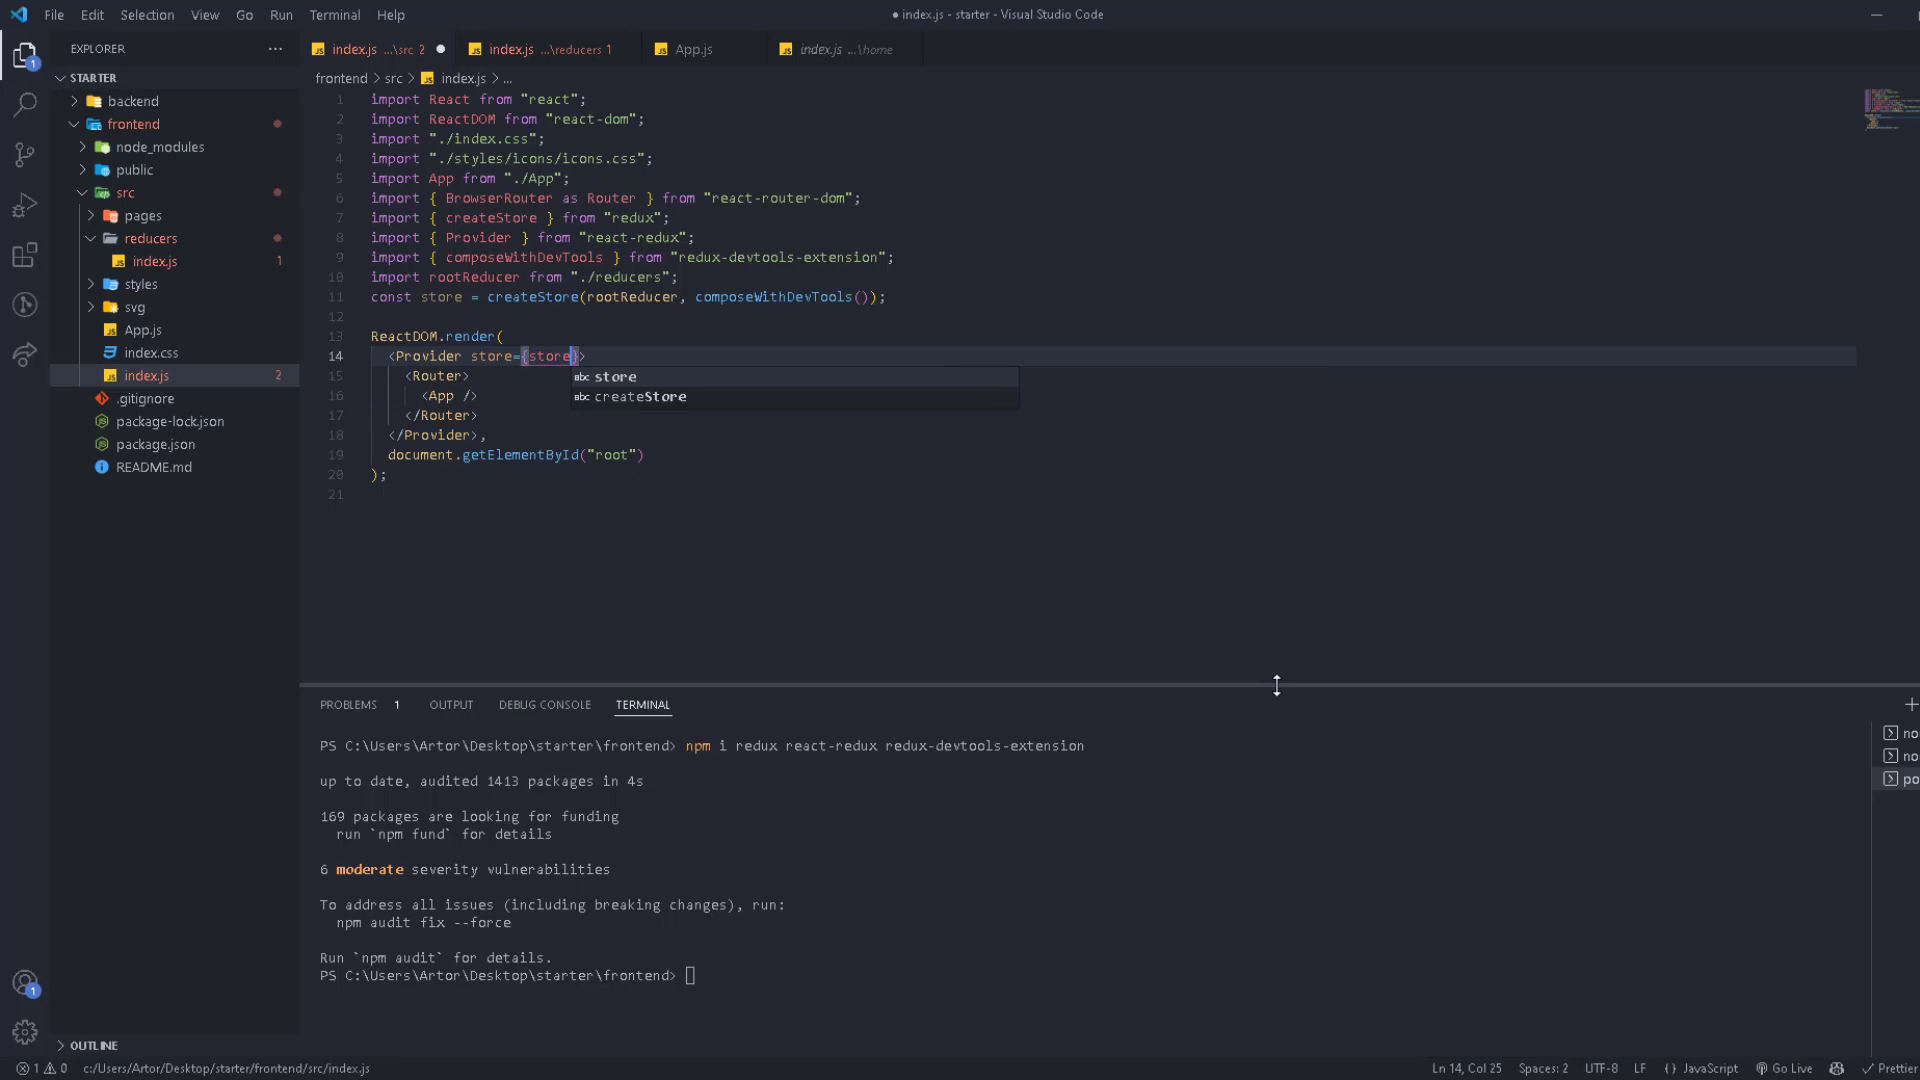 File Edit Selection View Go Run Terminal Help
● index.js - starter - Visual Studio Code
EXPLORER
index.js ...\src 2
index.js ...\reducers 1
App.js
index.js ...\home
STARTER
frontend > src > index.js > ...
backend
frontend
node_modules
public
src
pages
reducers
index.js 1
styles
svg
App.js
index.css
index.js 2
.gitignore
package-lock.json
package.json
README.md
OUTLINE
1 import React from "react";
2 import ReactDOM from "react-dom";
3 import "./index.css";
4 import "./styles/icons/icons.css";
5 import App from "./App";
6 import { BrowserRouter as Router } from "react-router-dom";
7 import { createStore } from "redux";
8 import { Provider } from "react-redux";
9 import { composeWithDevTools } from "redux-devtools-extension";
10 import rootReducer from "./reducers";
11 const store = createStore(rootReducer, composeWithDevTools());
12
13 ReactDOM.render(
14 <Provider store={store}>
15 <Router>
16 <App />
17 </Router>
18 </Provider>,
19 document.getElementById("root")
20 );
21
abc store
abc createStore
PROBLEMS 1 OUTPUT DEBUG CONSOLE TERMINAL
PS C:\Users\Artor\Desktop\starter\frontend> npm i redux react-redux redux-devtools-extension
up to date, audited 1413 packages in 4s
169 packages are looking for funding
run `npm fund` for details
6 moderate severity vulnerabilities
To address all issues (including breaking changes), run:
npm audit fix --force
Run `npm audit` for details.
PS C:\Users\Artor\Desktop\starter\frontend>
no
no
po
1
1
1 0 c:/Users/Artor/Desktop/starter/frontend/src/index.js
Ln 14, Col 25 Spaces: 2 UTF-8 LF {} JavaScript Go Live Prettier